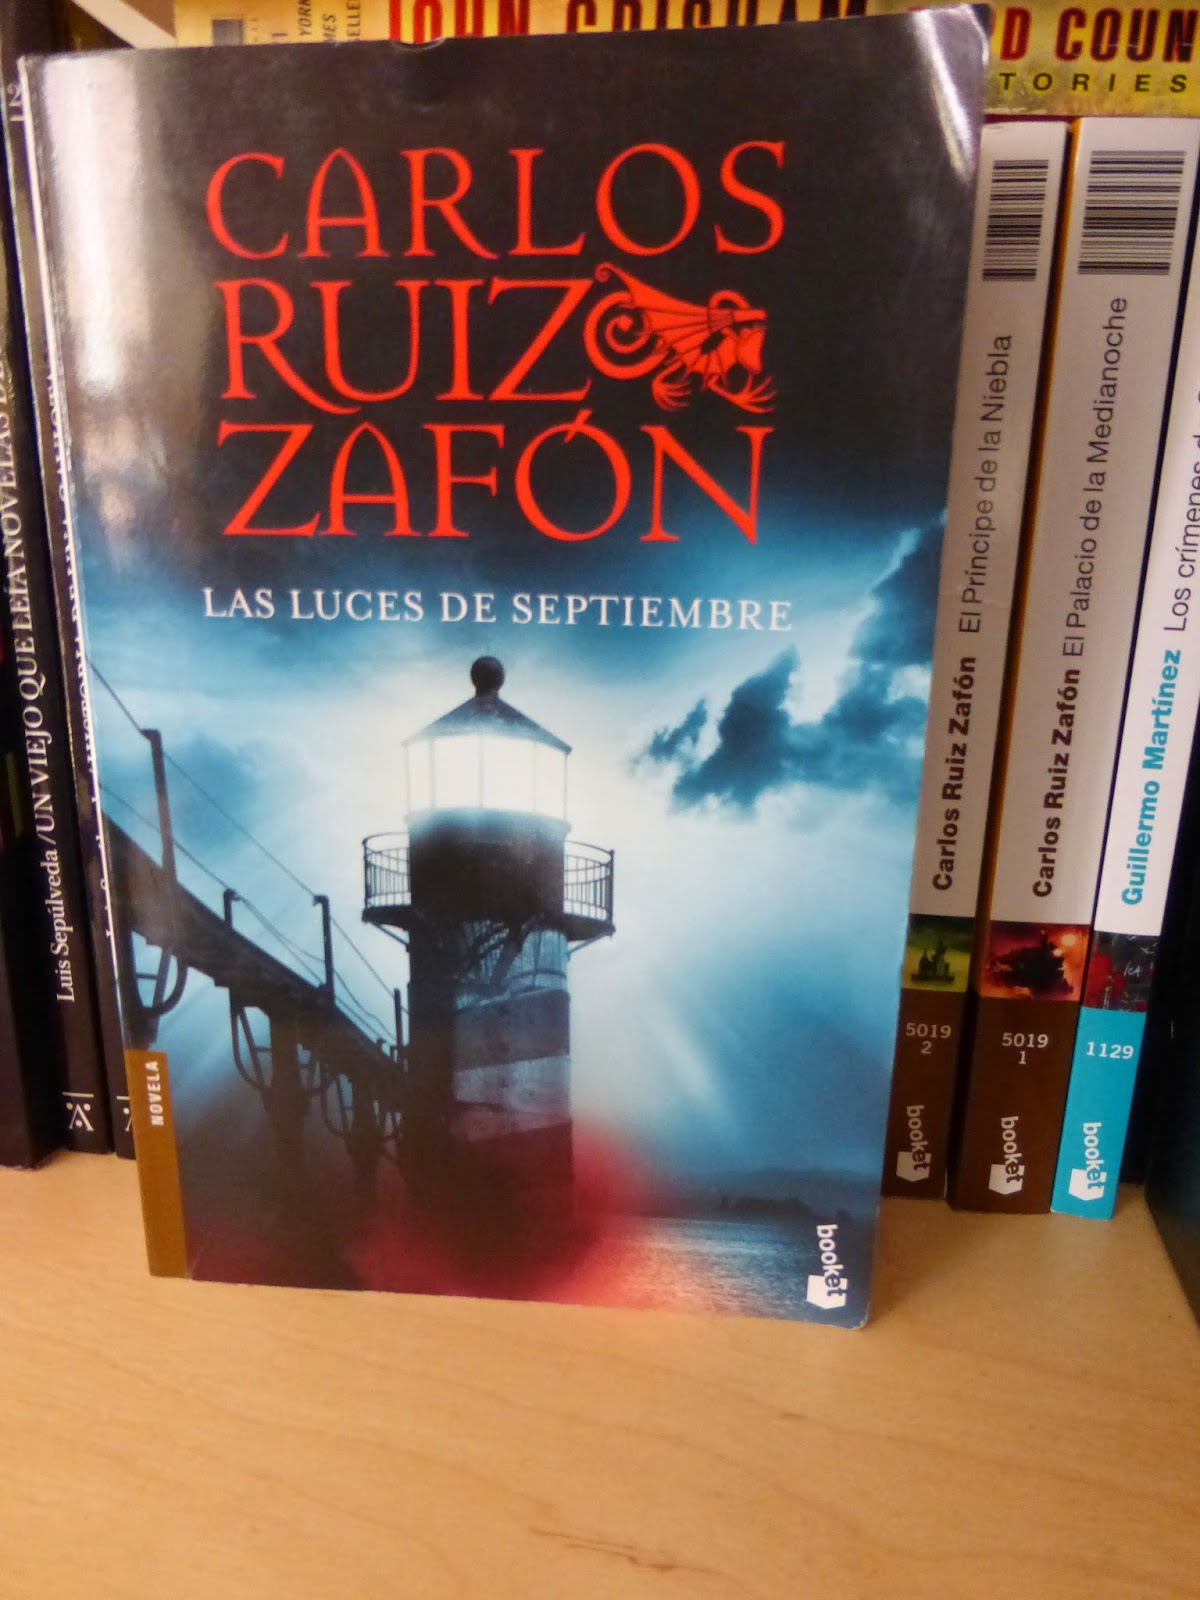 JOHN GRISHAM
TORIES
CARLOS
RUIZ
ZAFÓN
LAS LUCES DE SEPTIEMBRE
NOVELA
booket
Luis Sepúlveda / UN VIEJO QUE LEÍA NOVELAS DE
Carlos Ruiz Zafón El Príncipe de la Niebla
5019
2
booket
Carlos Ruiz Zafón El Palacio de la Medianoche
5019
1
booket
Guillermo Martínez Los crímenes
1129
booket